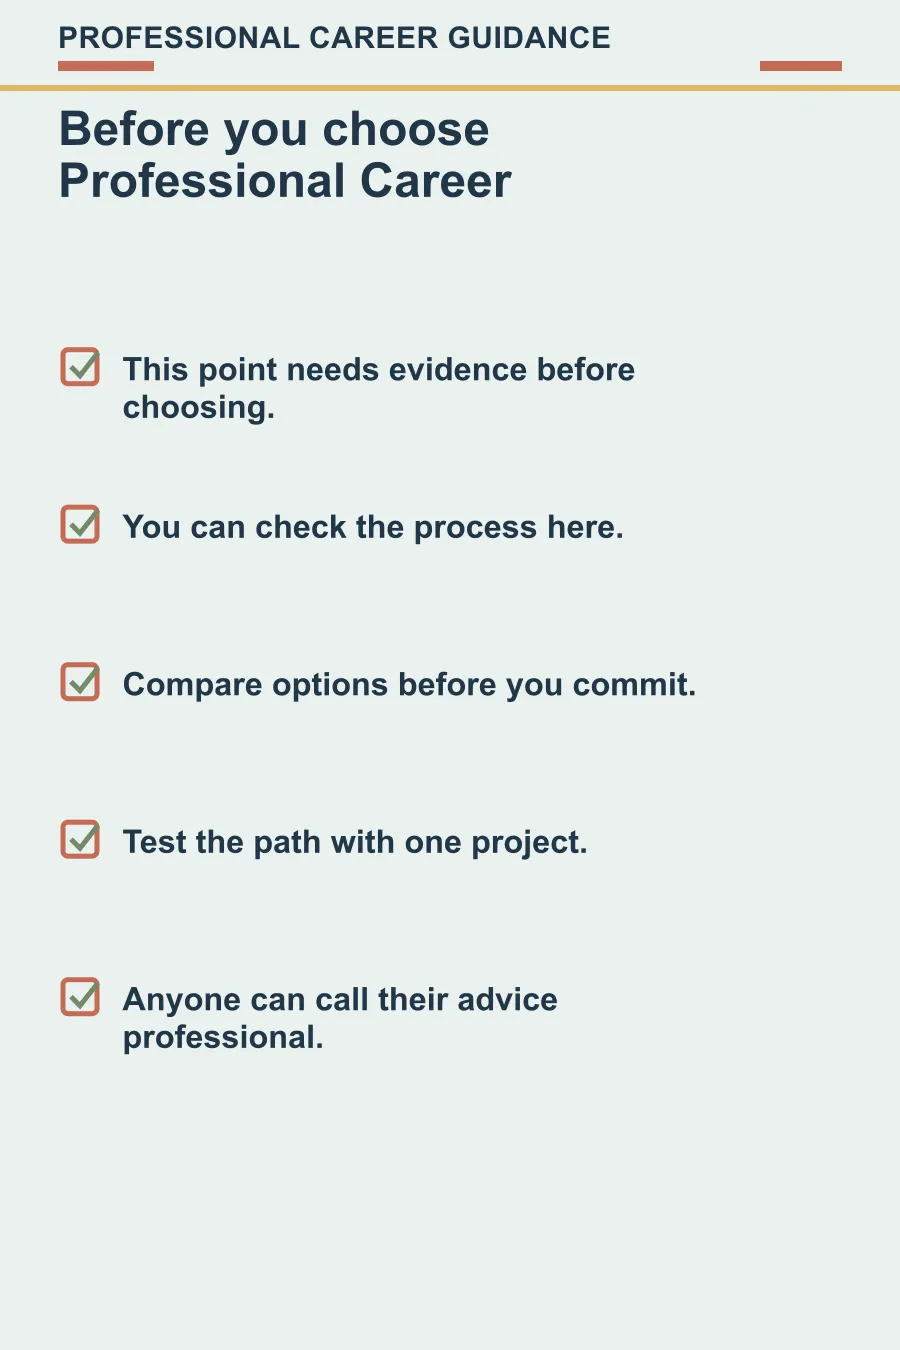 PROFESSIONAL CAREER GUIDANCE
Before you choose
Professional Career
This point needs evidence before
choosing.
You can check the process here.
Compare options before you commit.
Test the path with one project.
Anyone can call their advice
professional.